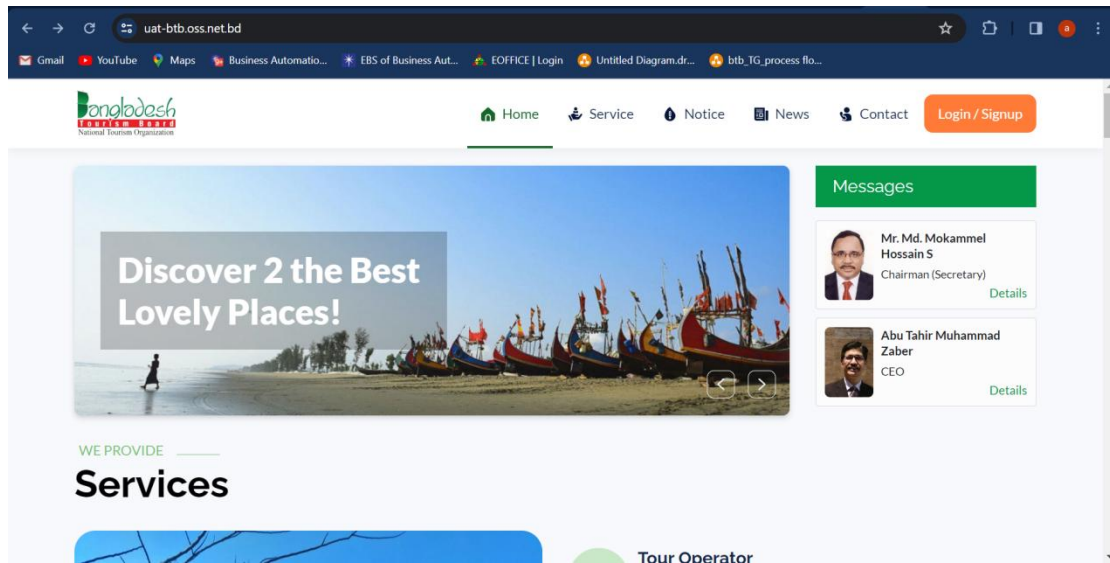 uat-btb.oss.net.bd
a
Gmail YouTube Maps Business Automatio... EBS of Business Aut... EOFFICE | Login Untitled Diagram.dr... btb_TG_process flo...
Bangladesh
Tourism Board
National Tourism Organization
Home Service Notice News Contact Login / Signup
Discover 2 the Best
Lovely Places!
Messages
Mr. Md. Mokammel
Hossain S
Chairman (Secretary)
Details
Abu Tahir Muhammad
Zaber
CEO
Details
WE PROVIDE
Services
Tour Operator